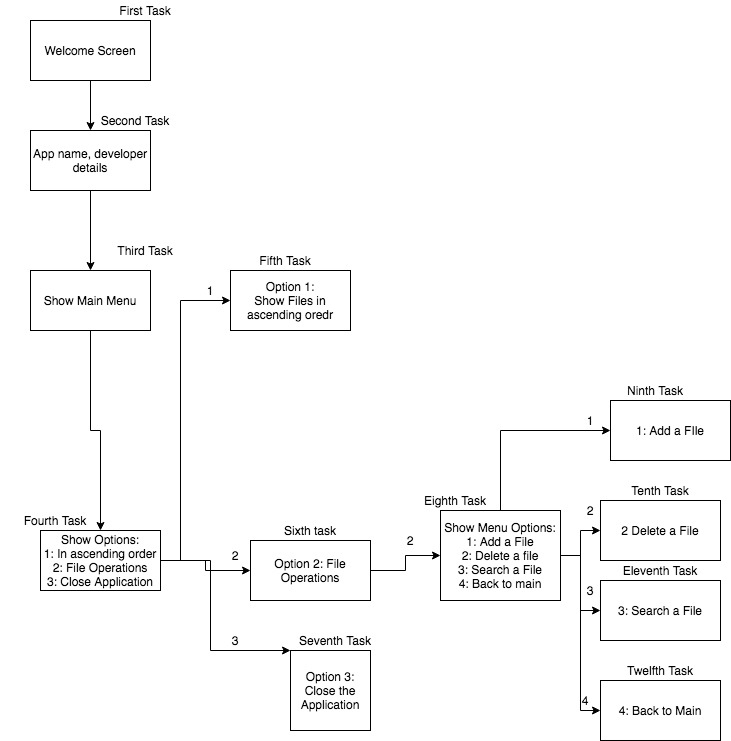 First Task
Welcome Screen
Second Task
App name, developer
details
Third Task
Show Main Menu
Fifth Task
1
Option 1:
Show Files in
ascending oredr
Fourth Task
Show Options:
1: In ascending order
2: File Operations
3: Close Application
Sixth task
2
Option 2: File
Operations
Seventh Task
3
Option 3:
Close the
Application
Eighth Task
2
Show Menu Options:
1: Add a File
2: Delete a file
3: Search a File
4: Back to main
Ninth Task
1
1: Add a FIle
Tenth Task
2
2 Delete a File
Eleventh Task
3
3: Search a File
Twelfth Task
4
4: Back to Main